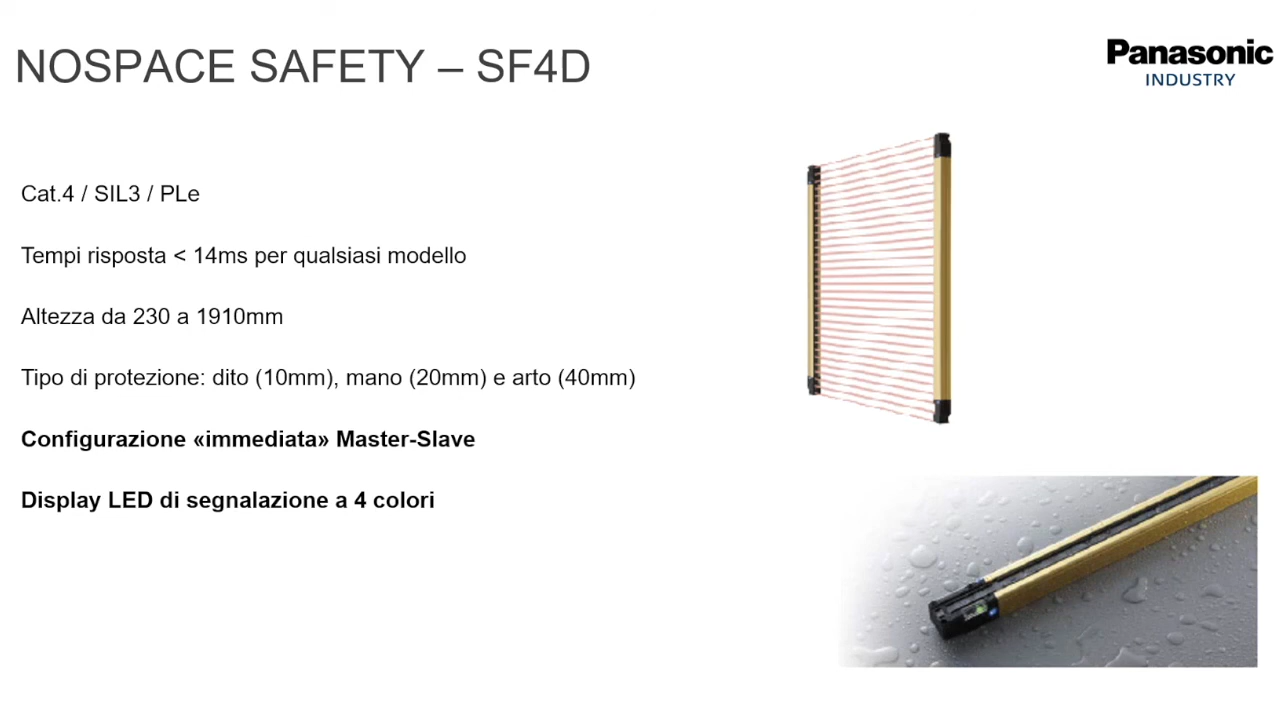 NOSPACE SAFETY – SF4D
Panasonic
INDUSTRY
Cat.4 / SIL3 / PLe
Tempi risposta < 14ms per qualsiasi modello
Altezza da 230 a 1910mm
Tipo di protezione: dito (10mm), mano (20mm) e arto (40mm)
Configurazione «immediata» Master-Slave
Display LED di segnalazione a 4 colori